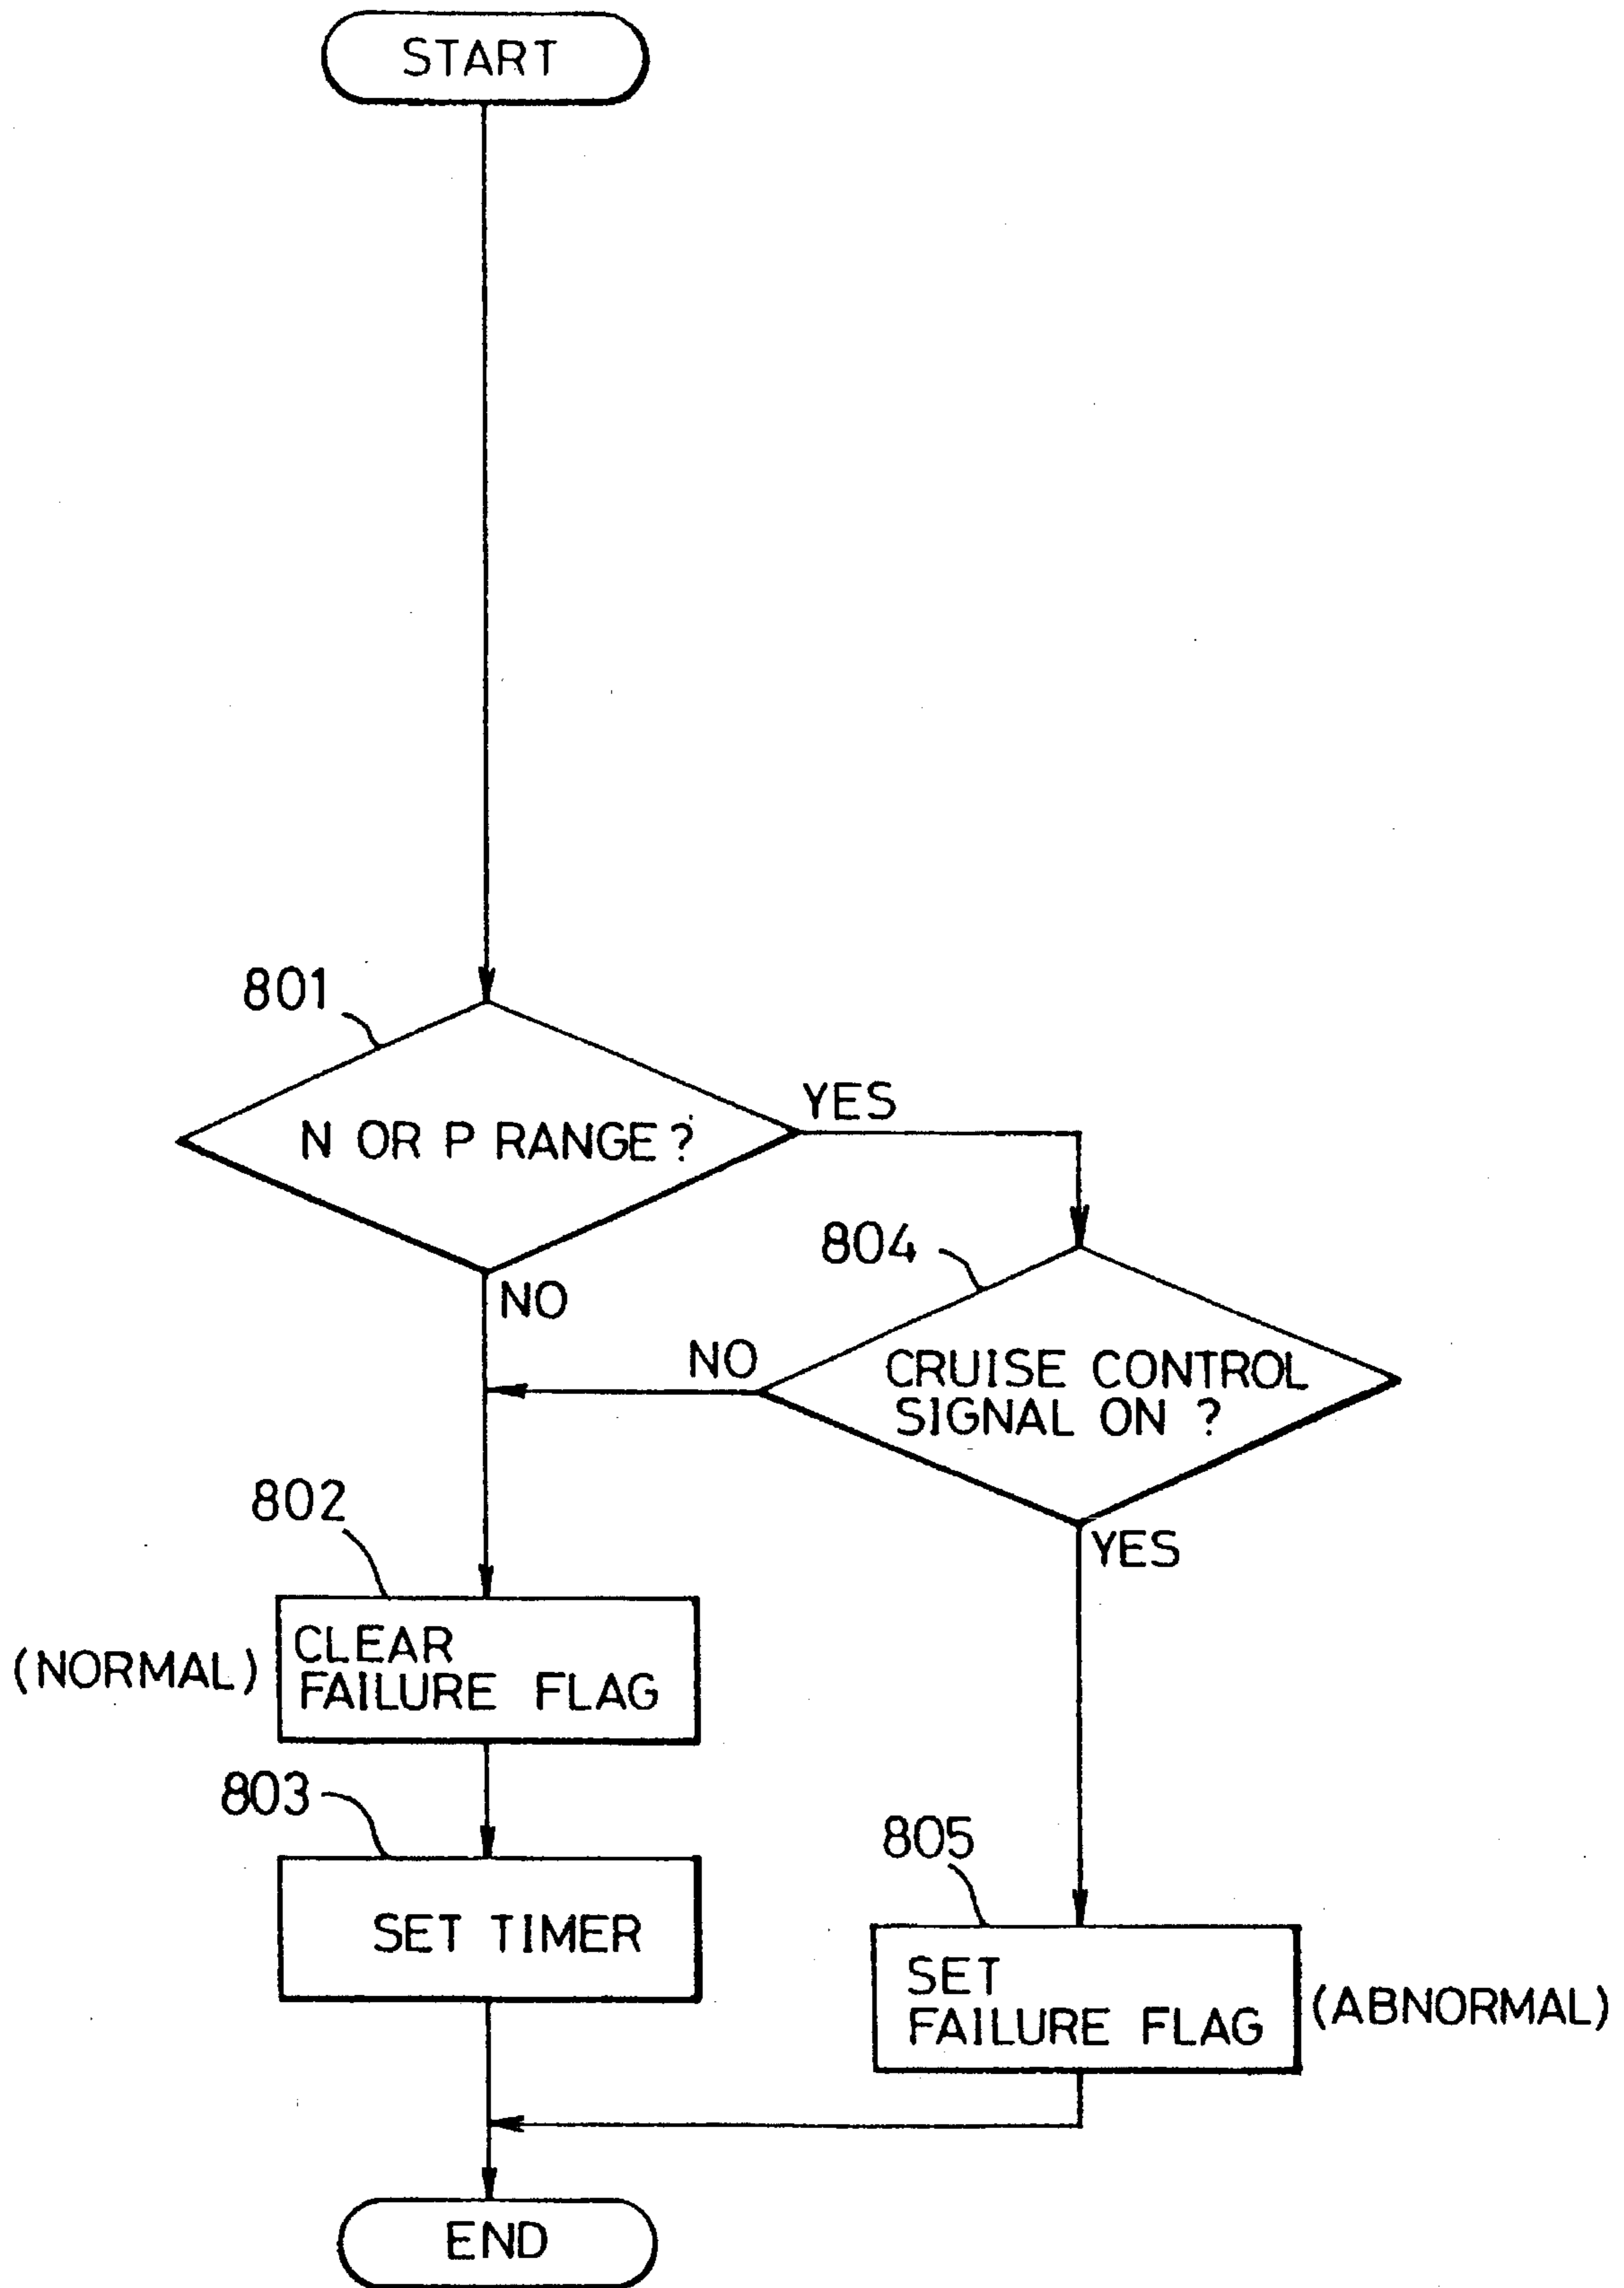 START
801
N OR P RANGE?
YES
NO
804
CRUISE CONTROL
SIGNAL ON ?
NO
YES
802
(NORMAL)
CLEAR
FAILURE FLAG
803
SET TIMER
805
SET
FAILURE FLAG
(ABNORMAL)
END